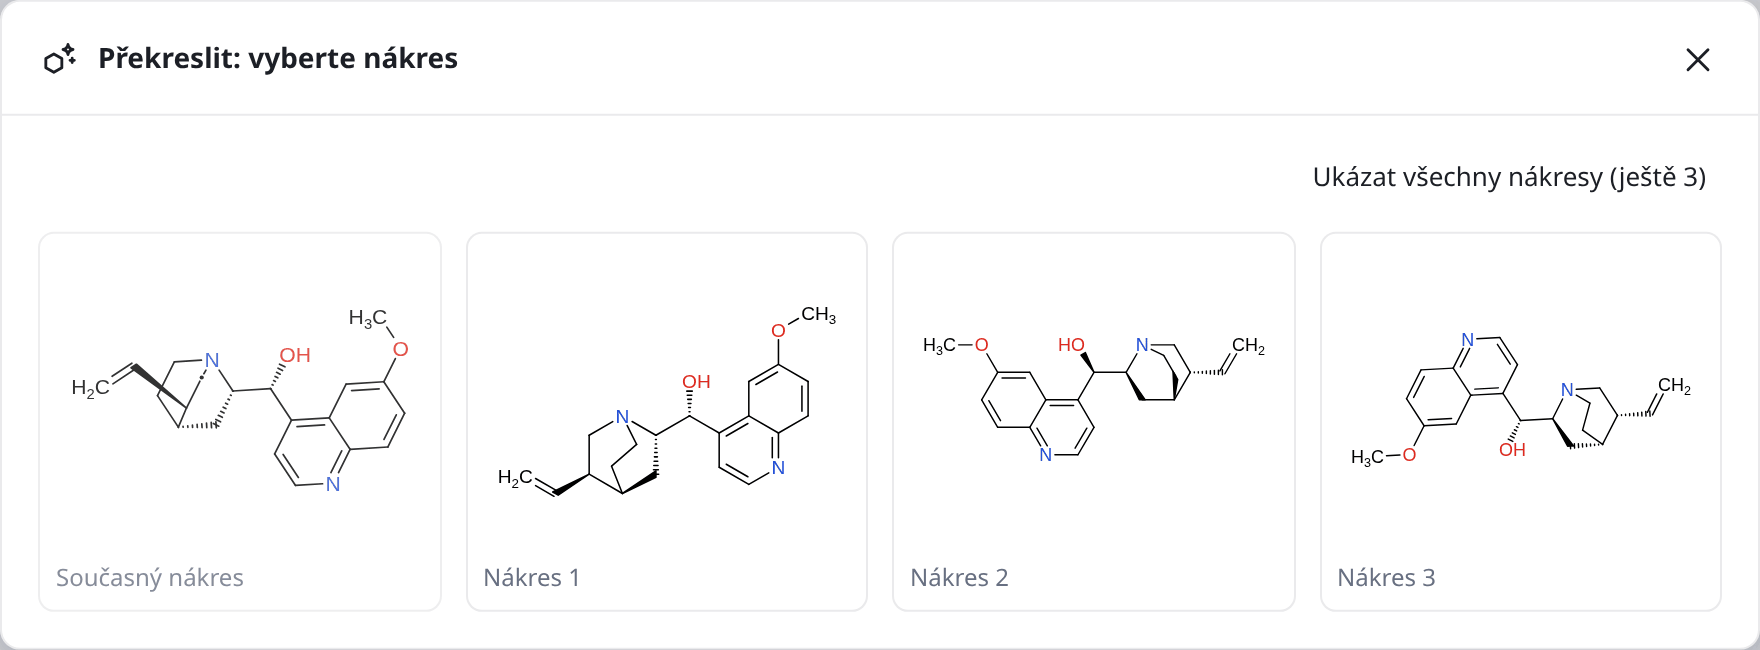 Překreslit: vyberte nákres
Ukázat všechny nákresy (ještě 3)
H₃C
O
N
OH
H₂C
N
Současný nákres
CH₃
O
OH
N
H₂C
N
Nákres 1
H₃C
O
HO
N
CH₂
N
Nákres 2
N
N
CH₂
OH
H₃C
O
Nákres 3